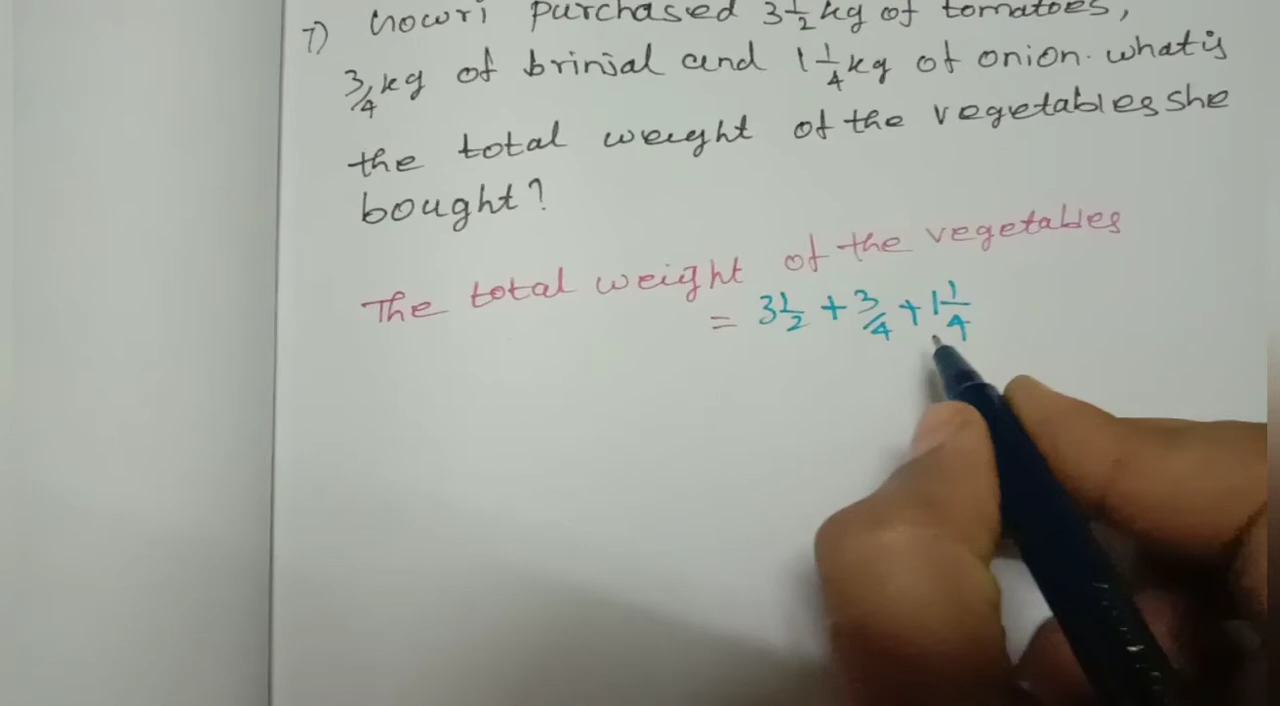 7) Gowri purchased 3 1/2 kg of tomatoes,
3/4 kg of brinjal and 1 1/4 kg of onion. what is
the total weight of the vegetables she
bought?
The total weight of the vegetables
= 3 1/2 + 3/4 + 1 1/4